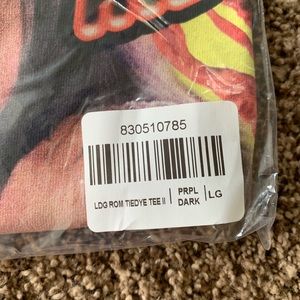 830510785
LDG ROM TIEDYE TEE II | PRPL DARK | LG